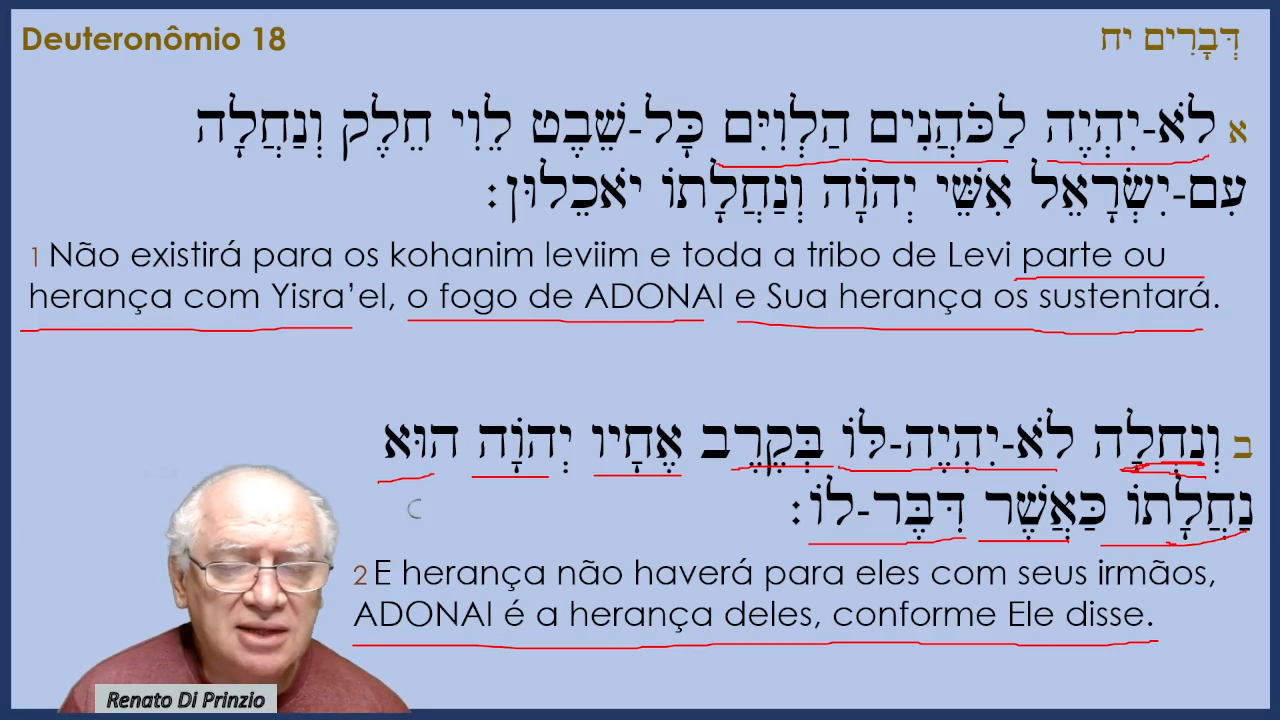 Deuteronômio 18
דְּבָרִים יח
א לֹא-יִהְיֶה לַכֹּהֲנִים הַלְוִיִּם כָּל-שֵׁבֶט לֵוִי חֵלֶק וְנַחֲלָה
עִם-יִשְׂרָאֵל אִשֵּׁי יְהוָֹה וְנַחֲלָתוֹ יֹאכֵלוּן:
1 Não existirá para os kohanim leviim e toda a tribo de Levi parte ou
herança com Yisra’el, o fogo de ADONAI e Sua herança os sustentará.
ב וְנַחֲלָה לֹא-יִהְיֶה-לּוֹ בְּקֶרֶב אֶחָיו יְהוָֹה הוּא
נַחֲלָתוֹ כַּאֲשֶׁר דִּבֶּר-לוֹ:
2 E herança não haverá para eles com seus irmãos,
ADONAI é a herança deles, conforme Ele disse.
Renato Di Prinzio